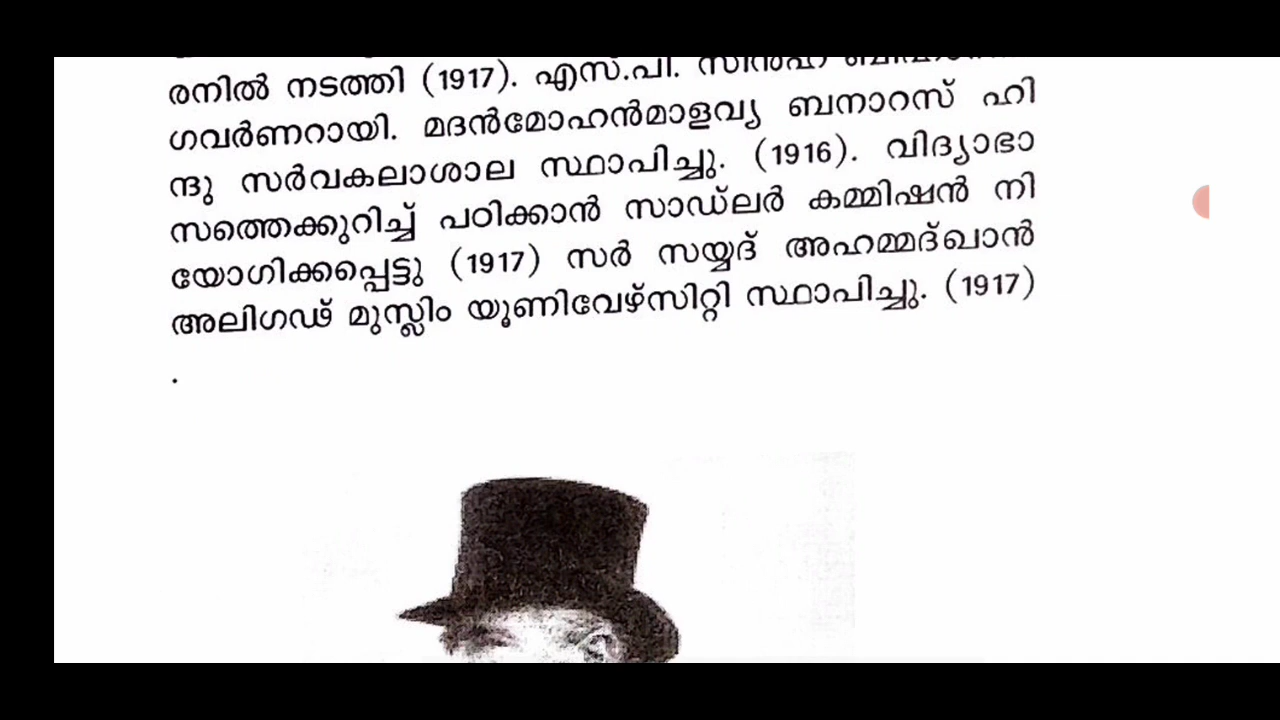 രനിൽ നടത്തി (1917). എസ്.പി. സിൻഹ
ഗവർണറായി. മദൻമോഹൻമാളവ്യ ബനാറസ് ഹി
ന്ദു സർവകലാശാല സ്ഥാപിച്ചു. (1916). വിദ്യാഭാ
സത്തെക്കുറിച്ച് പഠിക്കാൻ സാഡ്ലർ കമ്മിഷൻ നി
യോഗിക്കപ്പെട്ടു (1917) സർ സയ്യദ് അഹമ്മദ്ഖാൻ
അലിഗഢ് മുസ്ലിം യൂണിവേഴ്സിറ്റി സ്ഥാപിച്ചു. (1917)
.